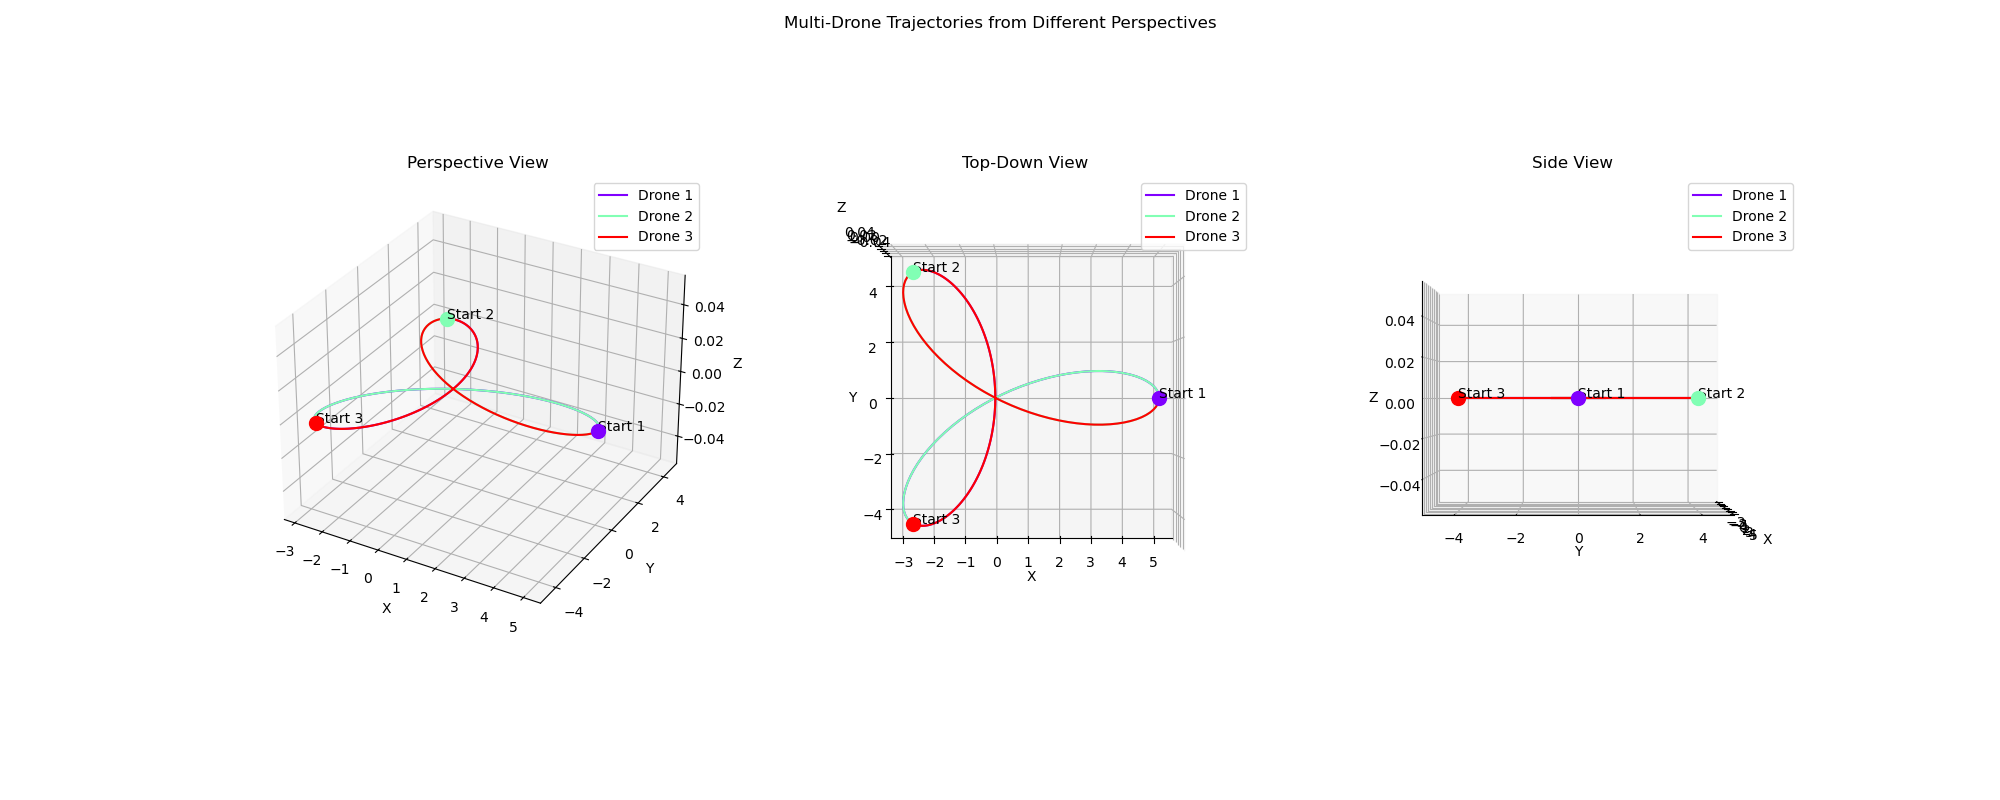 Multi-Drone Trajectories from Different Perspectives
Perspective View
Drone 1
Drone 2
Drone 3
Start 2
Start 3
Start 1
0.04
0.02
0.00
−0.02
−0.04
Z
4
2
0
−2
−4
Y
−3
−2
−1
0
1
2
3
4
5
X
Top-Down View
Drone 1
Drone 2
Drone 3
Z
Start 2
Start 1
Start 3
4
2
0
−2
−4
Y
−3
−2
−1
0
1
2
3
4
5
X
Side View
Drone 1
Drone 2
Drone 3
0.04
0.02
0.00
−0.02
−0.04
Z
Start 3
Start 1
Start 2
−4
−2
0
2
4
Y
X